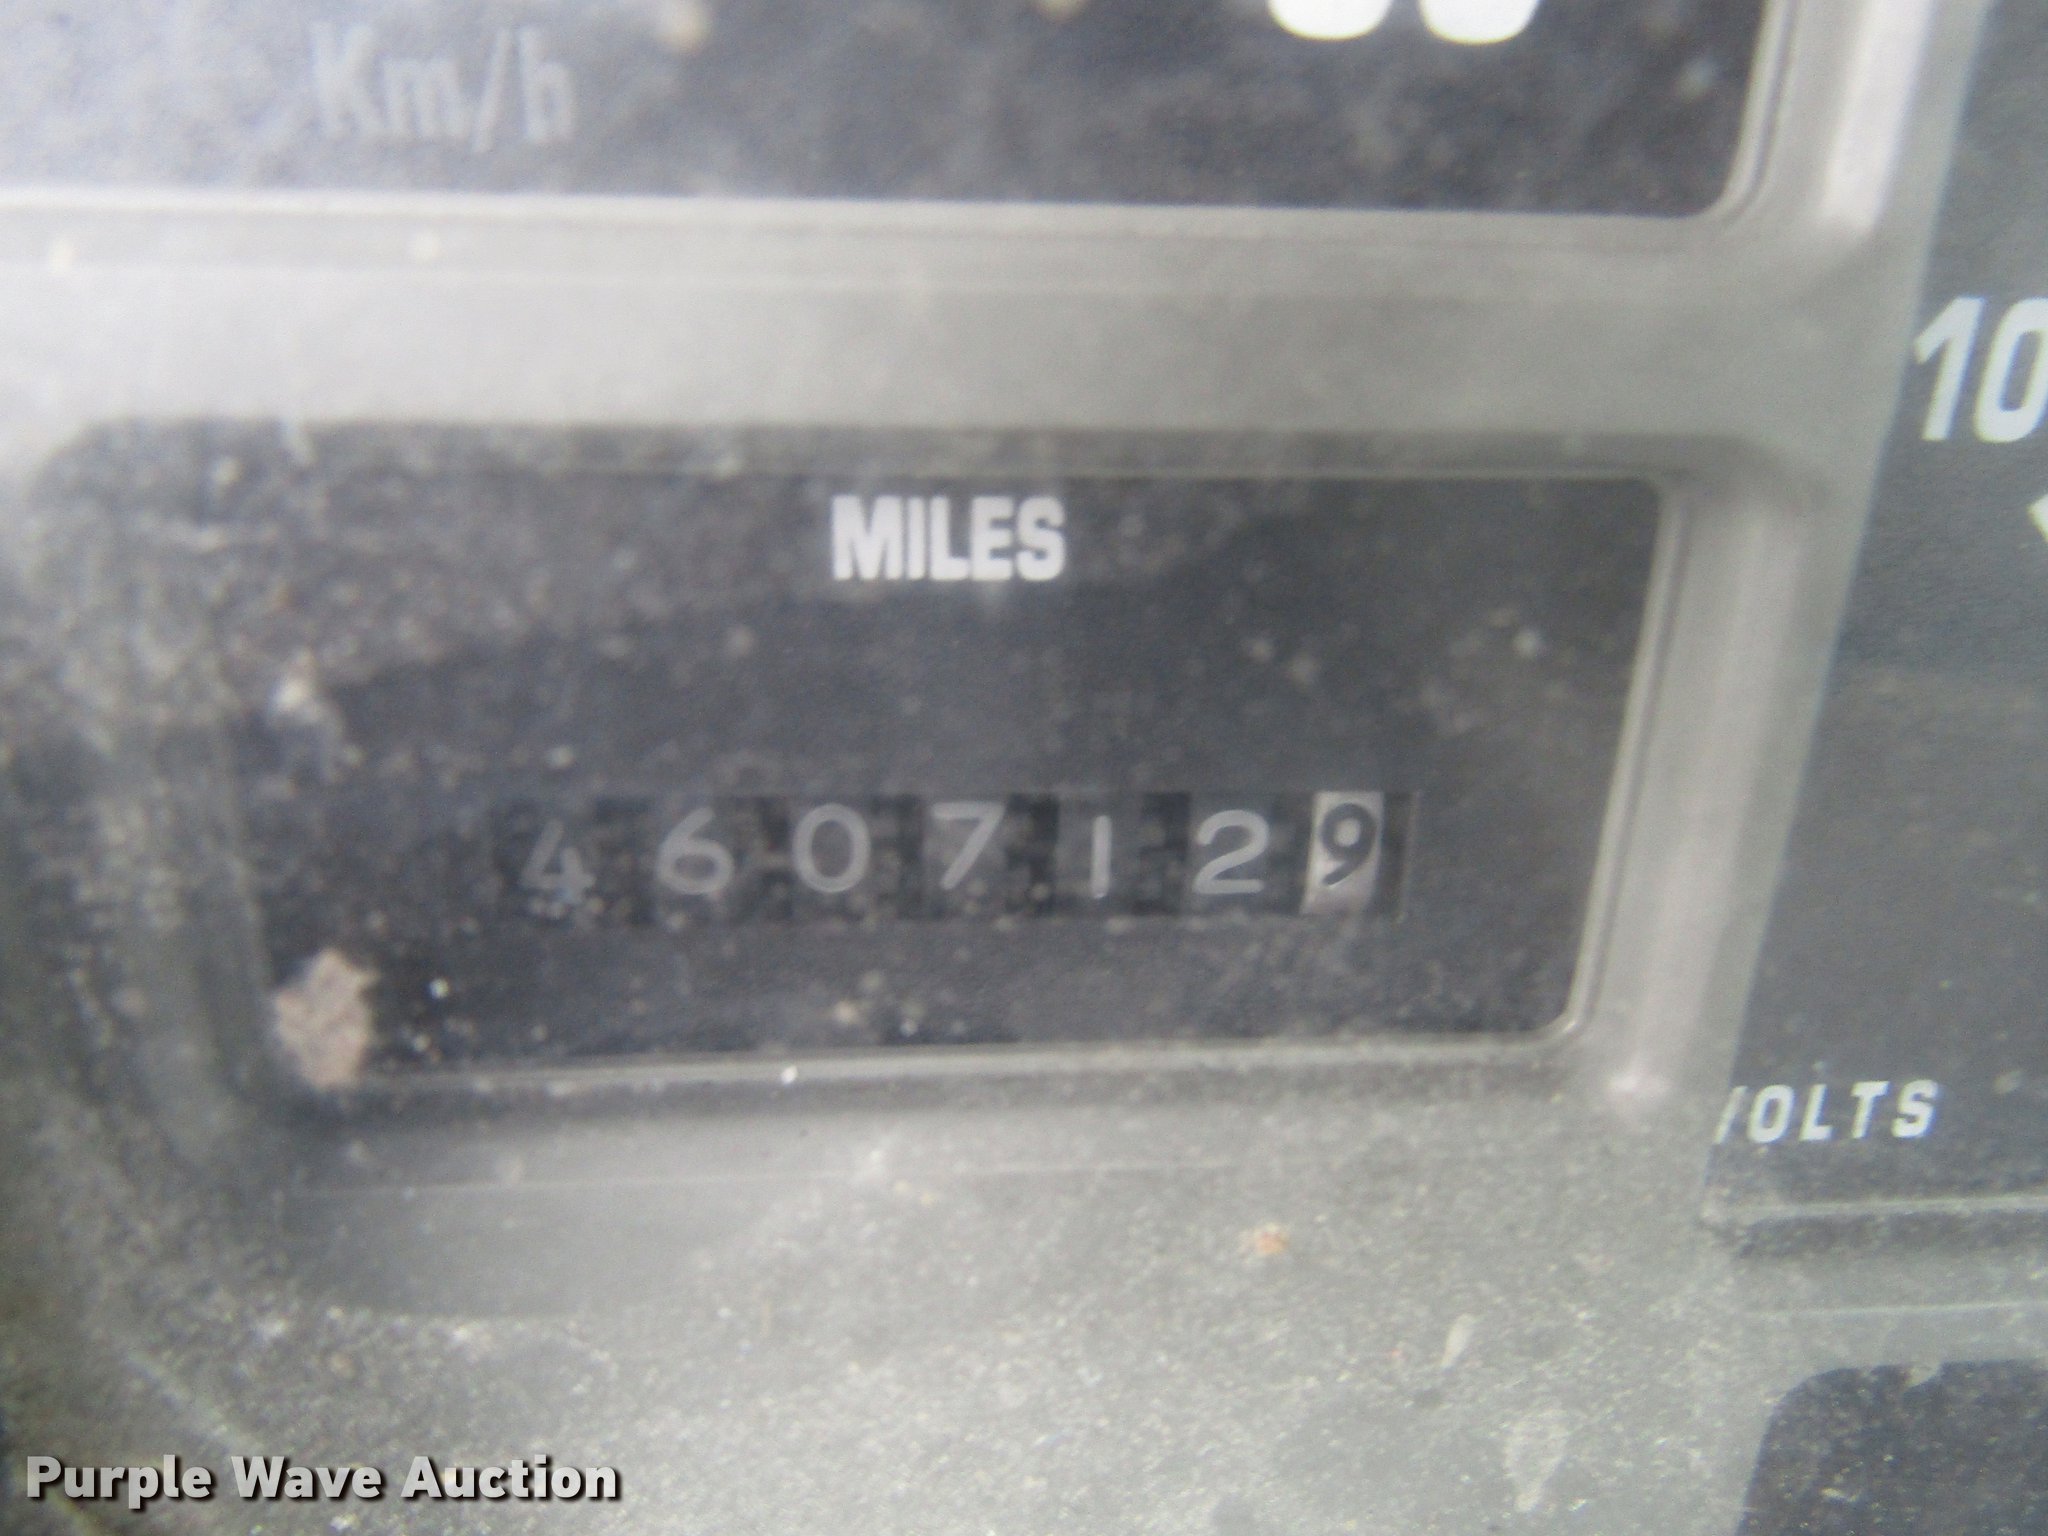 Km/h
10
MILES
4607129
VOLTS
Purple Wave Auction